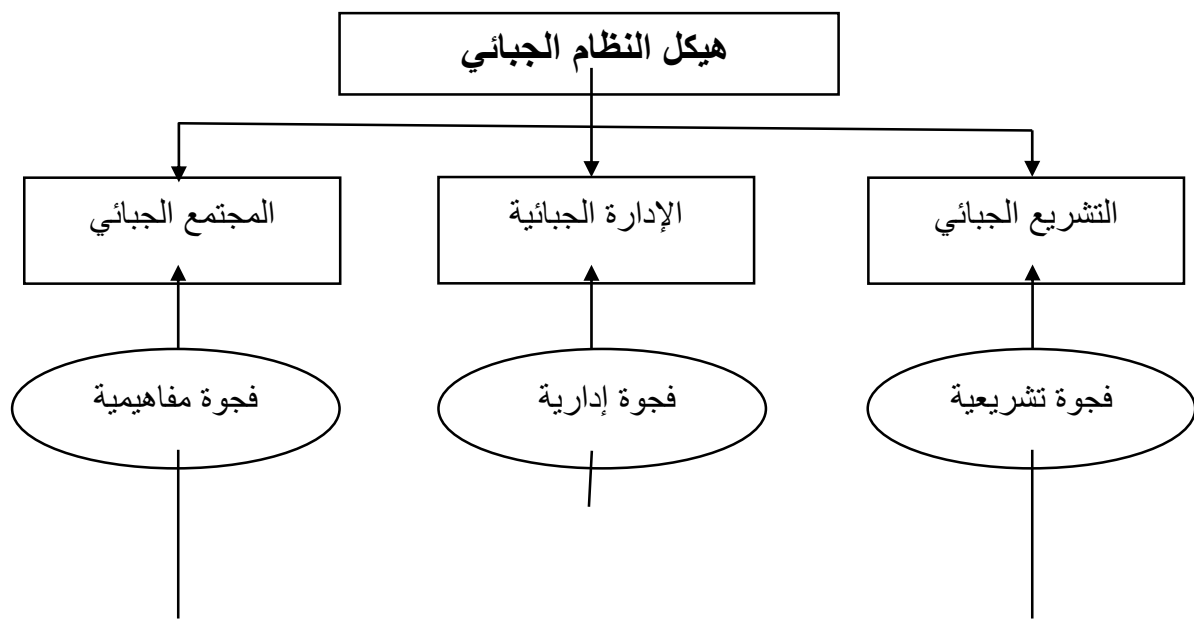 هيكل النظام الجبائي
التشريع الجبائي
الإدارة الجبائية
المجتمع الجبائي
فجوة تشريعية
فجوة إدارية
فجوة مفاهيمية